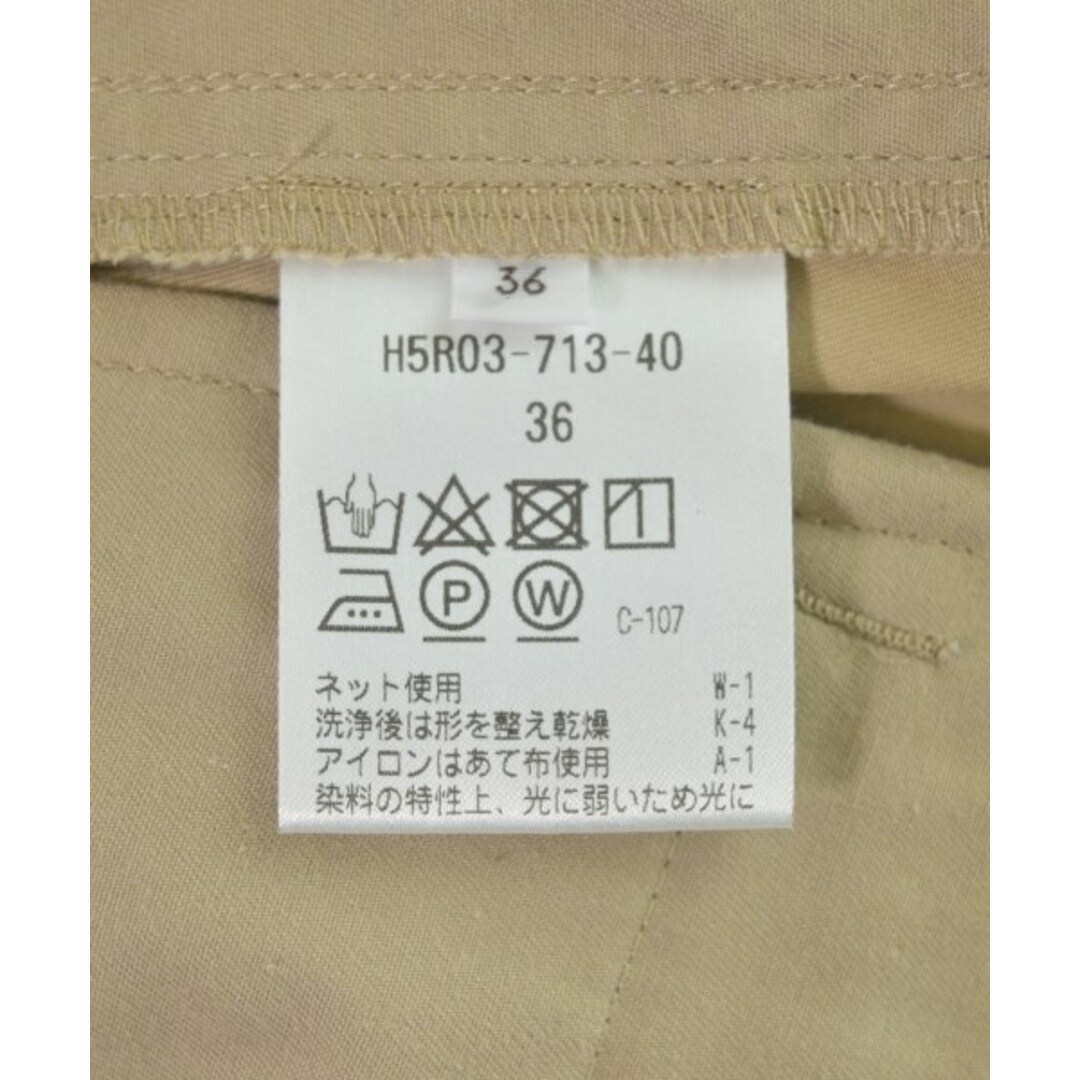 36
H5R03-713-40
36
P W C-107
ネット使用 W-1
洗浄後は形を整え乾燥 K-4
アイロンはあて布使用 A-1
染料の特性上、光に弱いため光に